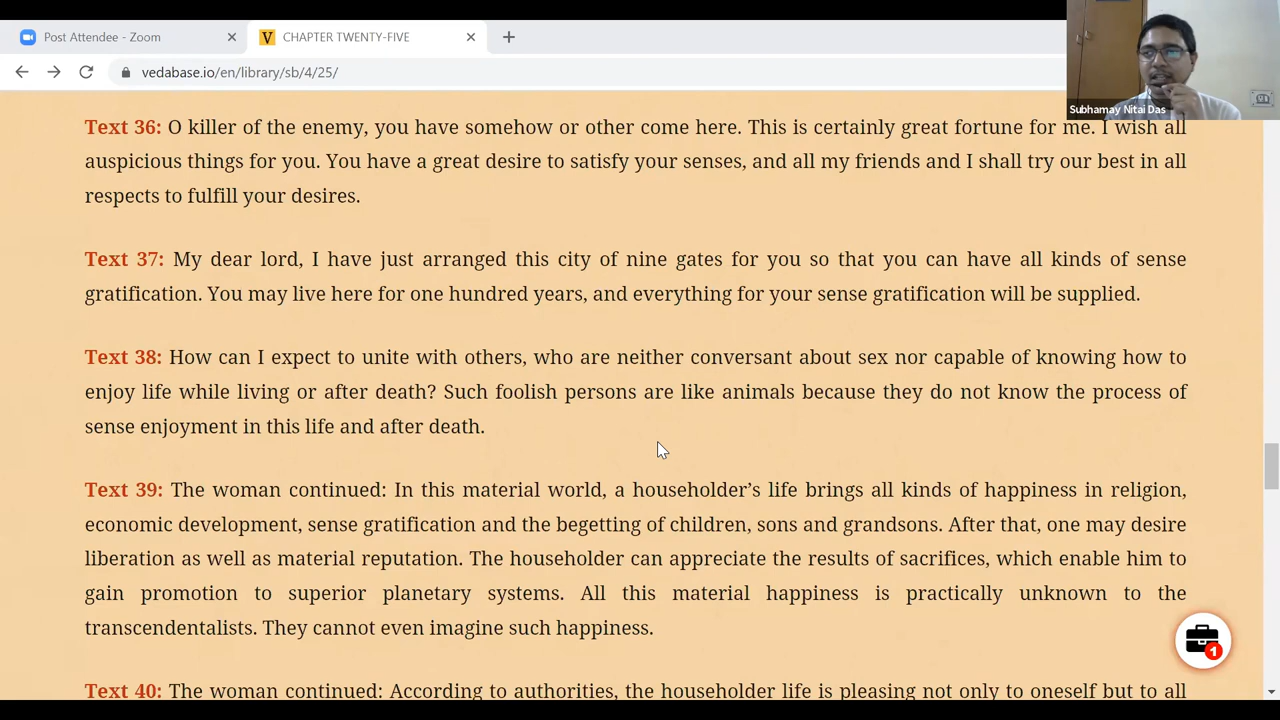 Post Attendee - Zoom
CHAPTER TWENTY-FIVE
vedabase.io/en/library/sb/4/25/
Subhamay Nitai Das
Text 36: O killer of the enemy, you have somehow or other come here. This is certainly great fortune for me. I wish all
auspicious things for you. You have a great desire to satisfy your senses, and all my friends and I shall try our best in all
respects to fulfill your desires.
Text 37: My dear lord, I have just arranged this city of nine gates for you so that you can have all kinds of sense
gratification. You may live here for one hundred years, and everything for your sense gratification will be supplied.
Text 38: How can I expect to unite with others, who are neither conversant about sex nor capable of knowing how to
enjoy life while living or after death? Such foolish persons are like animals because they do not know the process of
sense enjoyment in this life and after death.
Text 39: The woman continued: In this material world, a householder’s life brings all kinds of happiness in religion,
economic development, sense gratification and the begetting of children, sons and grandsons. After that, one may desire
liberation as well as material reputation. The householder can appreciate the results of sacrifices, which enable him to
gain promotion to superior planetary systems. All this material happiness is practically unknown to the
transcendentalists. They cannot even imagine such happiness.
1
Text 40: The woman continued: According to authorities, the householder life is pleasing not only to oneself but to all